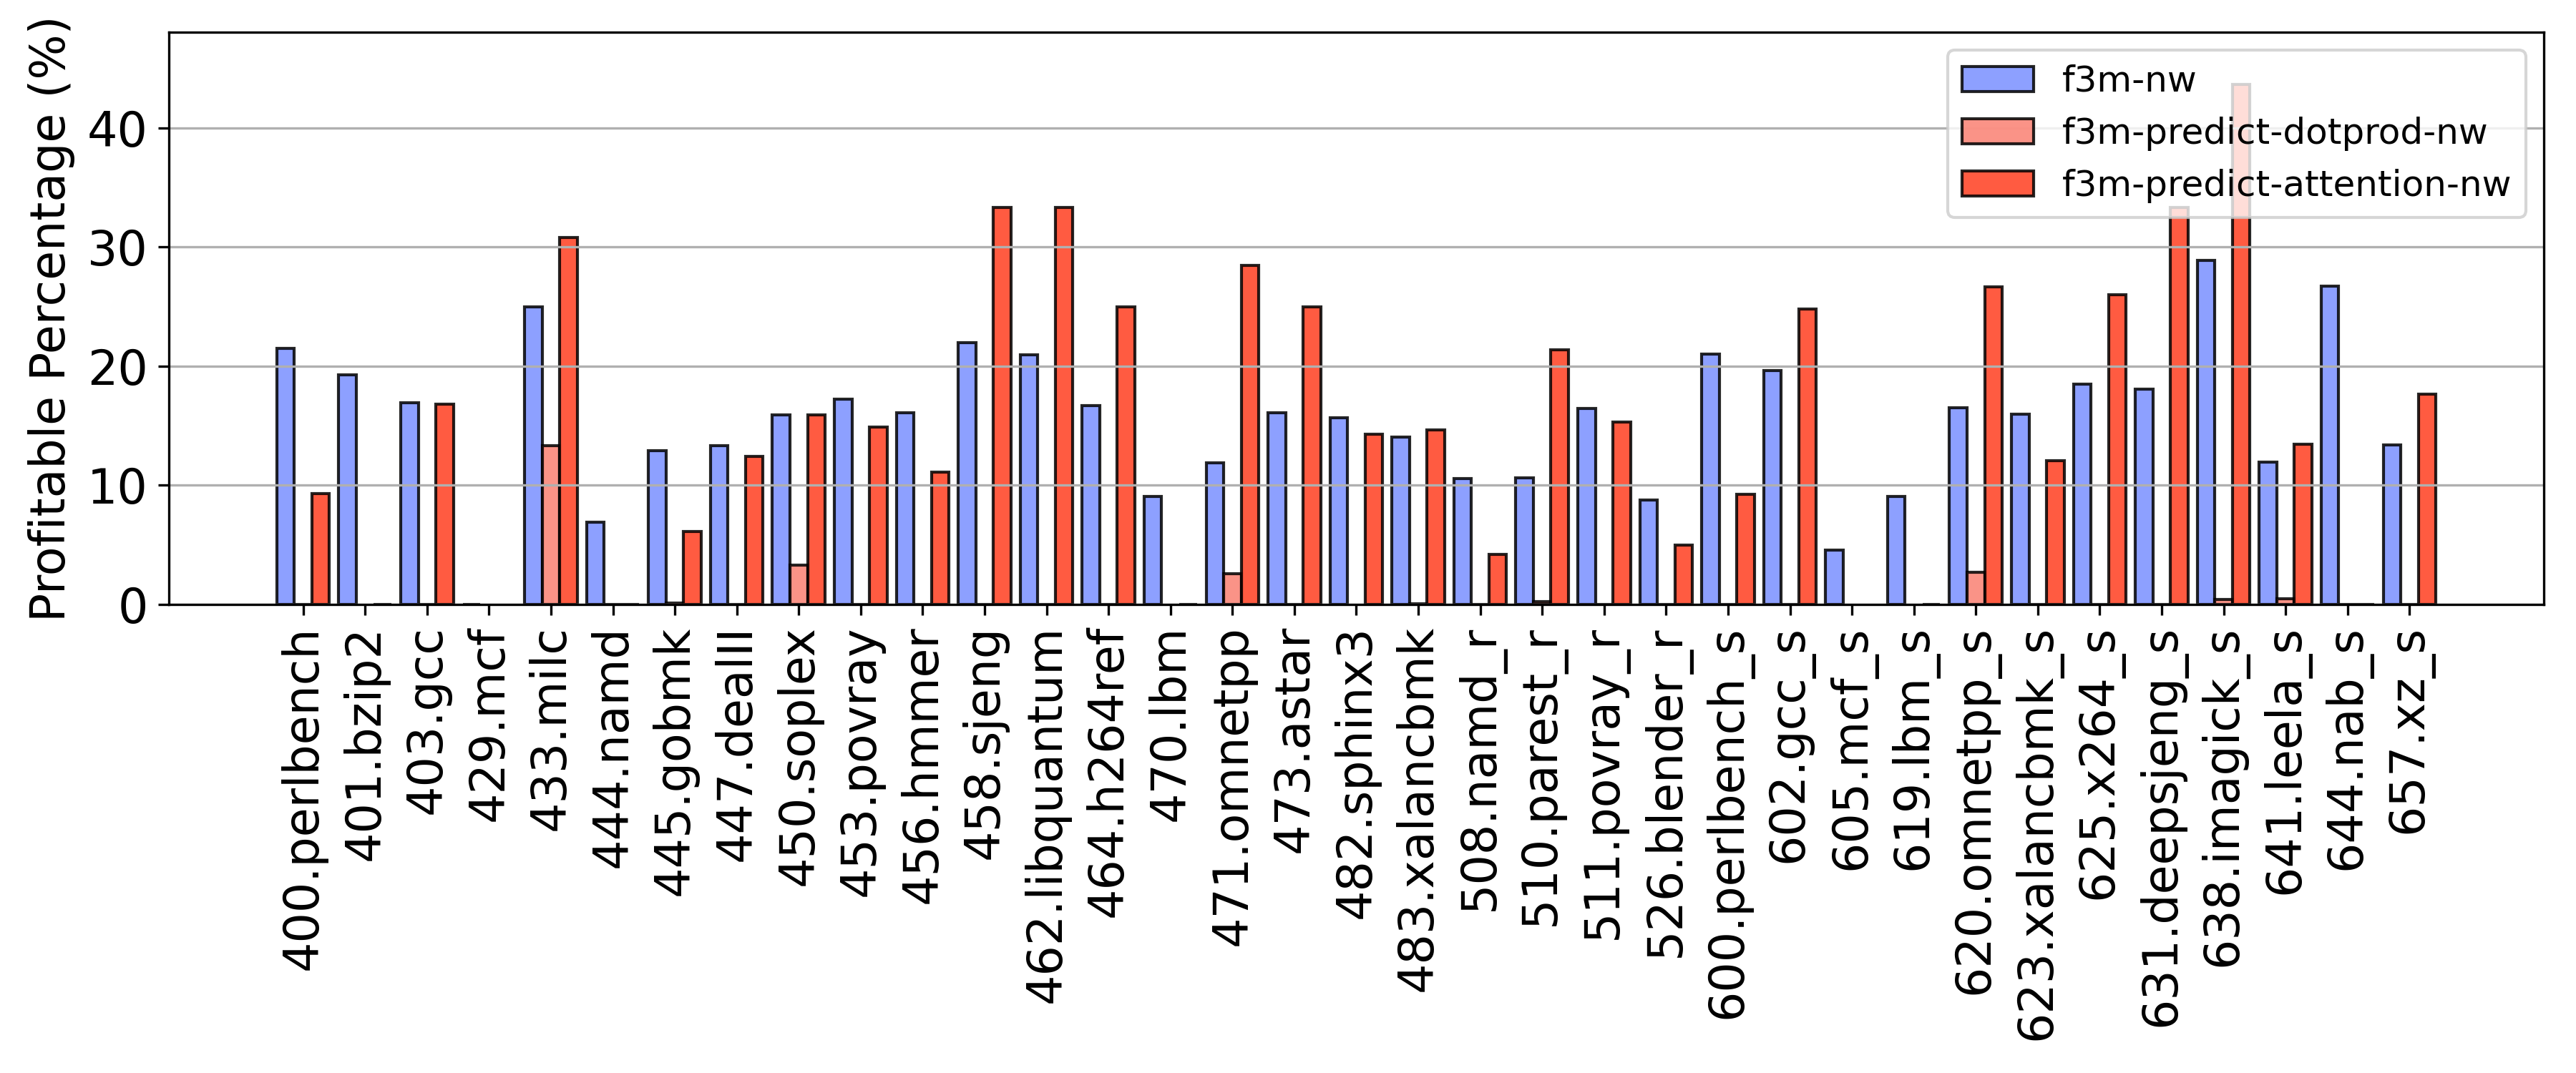 Profitable Percentage (%)
40
30
20
10
0
f3m-nw
f3m-predict-dotprod-nw
f3m-predict-attention-nw
400.perlbench
401.bzip2
403.gcc
429.mcf
433.milc
444.namd
445.gobmk
447.dealII
450.soplex
453.povray
456.hmmer
458.sjeng
462.libquantum
464.h264ref
470.lbm
471.omnetpp
473.astar
482.sphinx3
483.xalancbmk
508.namd_r
510.parest_r
511.povray_r
526.blender_r
600.perlbench_s
602.gcc_s
605.mcf_s
619.lbm_s
620.omnetpp_s
623.xalancbmk_s
625.x264_s
631.deepsjeng_s
638.imagick_s
641.leela_s
644.nab_s
657.xz_s